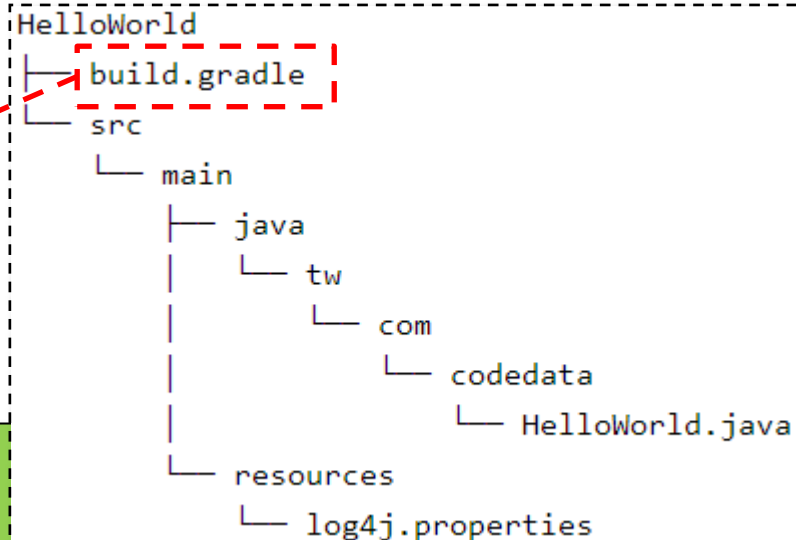 HelloWorld
├── build.gradle
└── src
    └── main
        ├── java
        │   └── tw
        │       └── com
        │           └── codedata
        │               └── HelloWorld.java
        └── resources
            └── log4j.properties